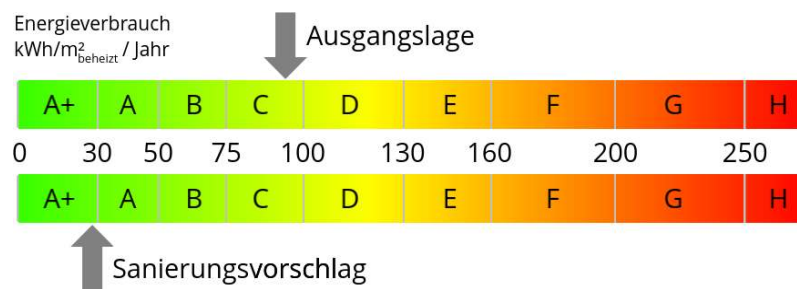 Energieverbrauch
kWh/m²beheizt / Jahr
Ausgangslage
A+ A B C D E F G H
0 30 50 75 100 130 160 200 250
A+ A B C D E F G H
Sanierungsvorschlag